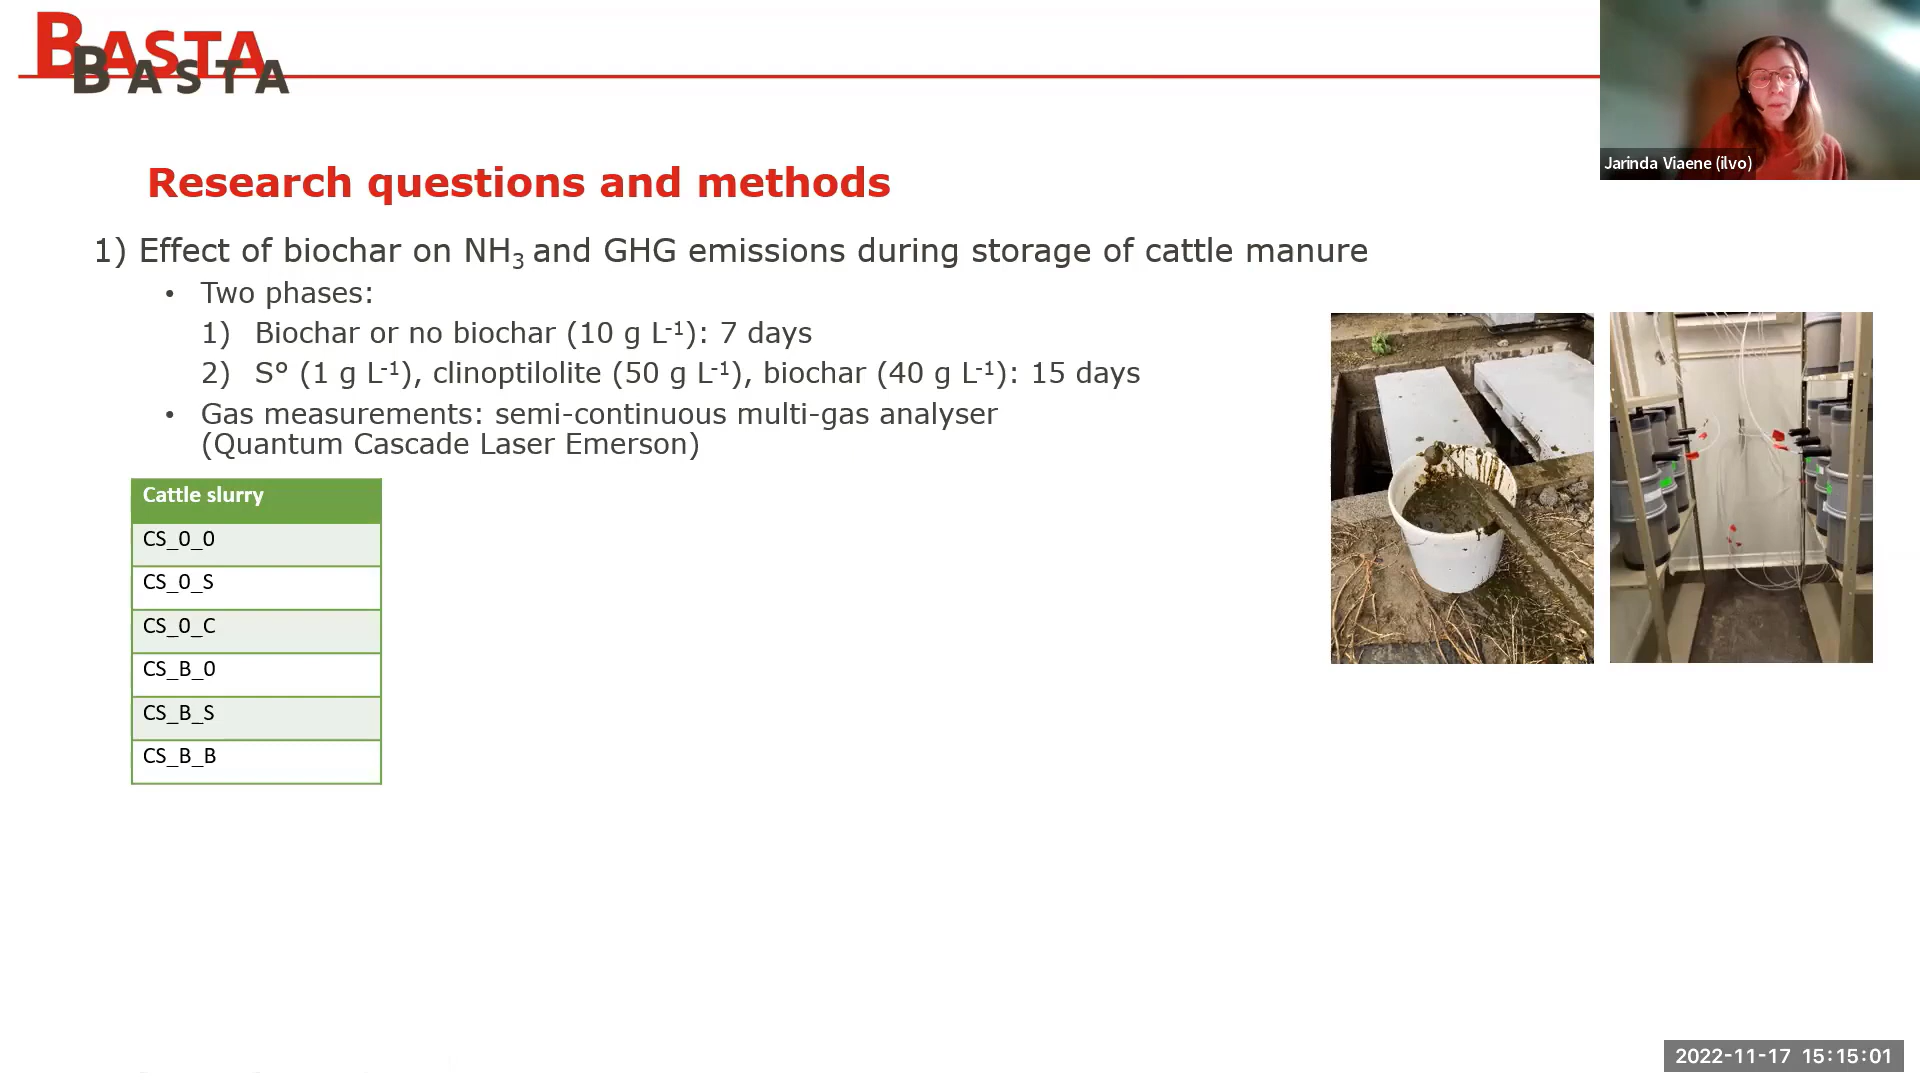 BASTA
BASTA
Jarinda Viaene (ilvo)
Research questions and methods
1) Effect of biochar on NH₃ and GHG emissions during storage of cattle manure
• Two phases:
1) Biochar or no biochar (10 g L⁻¹): 7 days
2) S° (1 g L⁻¹), clinoptilolite (50 g L⁻¹), biochar (40 g L⁻¹): 15 days
• Gas measurements: semi-continuous multi-gas analyser
(Quantum Cascade Laser Emerson)
Cattle slurry
CS_0_0
CS_0_S
CS_0_C
CS_B_0
CS_B_S
CS_B_B
2022-11-17 15:15:01